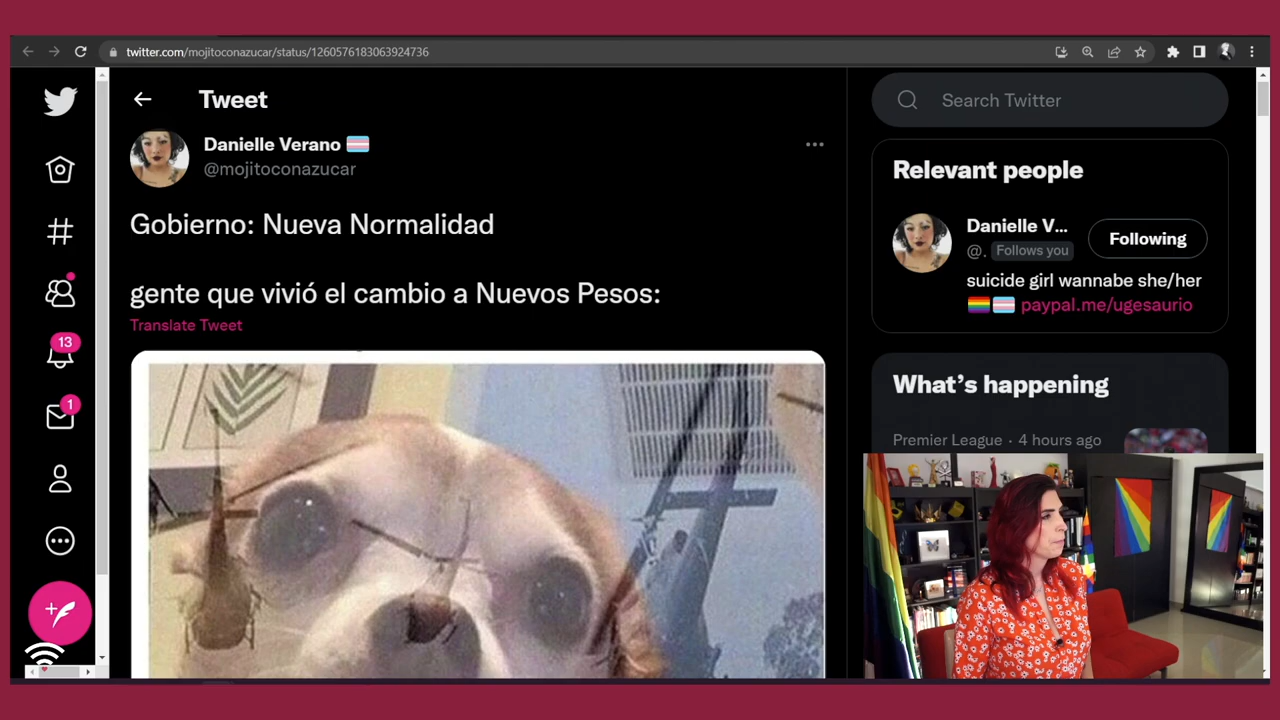 twitter.com/mojitoconazucar/status/1260576183063924736
Tweet
Danielle Verano
@mojitoconazucar
Gobierno: Nueva Normalidad
gente que vivió el cambio a Nuevos Pesos:
Translate Tweet
13
1
Search Twitter
Relevant people
Danielle V...
@. Follows you
Following
suicide girl wannabe she/her
paypal.me/ugesaurio
What's happening
Premier League · 4 hours ago